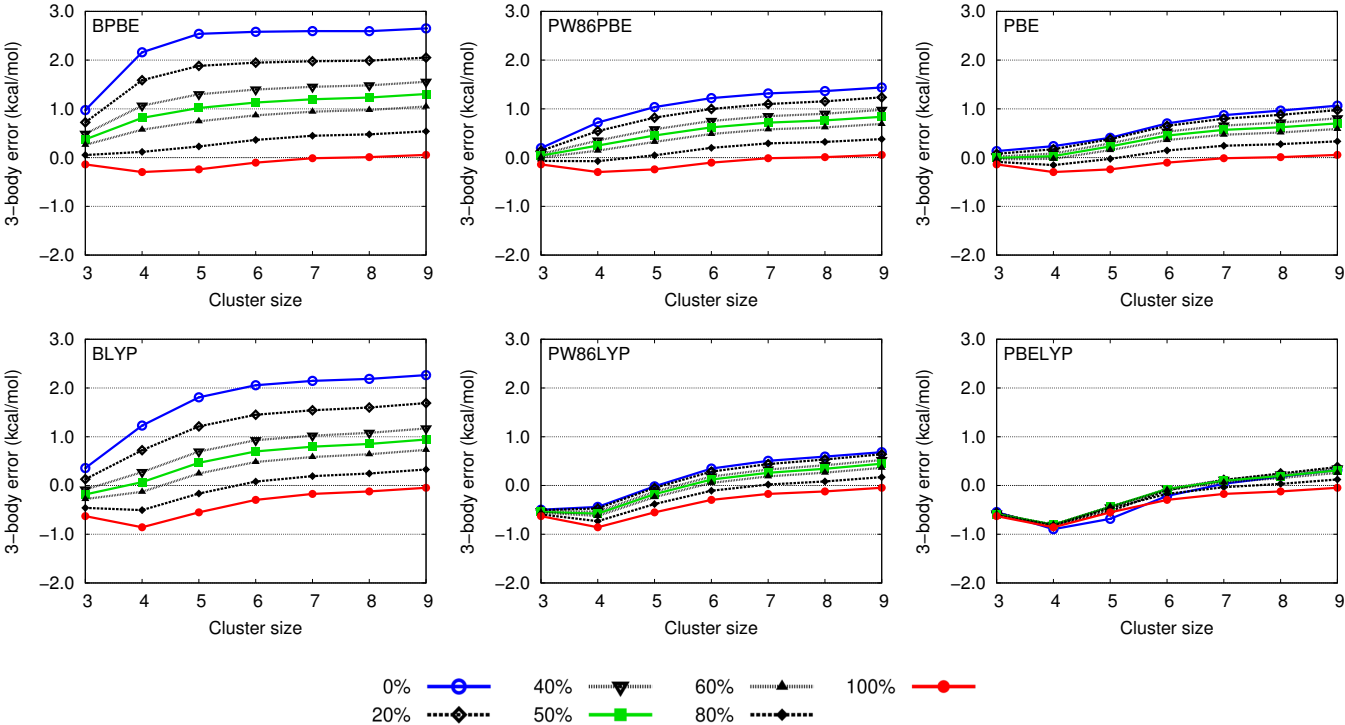 BPBE
3.0
2.0
1.0
0.0
−1.0
−2.0
3 4 5 6 7 8 9
3−body error (kcal/mol)
Cluster size
PW86PBE
3.0
2.0
1.0
0.0
−1.0
−2.0
3 4 5 6 7 8 9
3−body error (kcal/mol)
Cluster size
PBE
3.0
2.0
1.0
0.0
−1.0
−2.0
3 4 5 6 7 8 9
3−body error (kcal/mol)
Cluster size
BLYP
3.0
2.0
1.0
0.0
−1.0
−2.0
3 4 5 6 7 8 9
3−body error (kcal/mol)
Cluster size
PW86LYP
3.0
2.0
1.0
0.0
−1.0
−2.0
3 4 5 6 7 8 9
3−body error (kcal/mol)
Cluster size
PBELYP
3.0
2.0
1.0
0.0
−1.0
−2.0
3 4 5 6 7 8 9
3−body error (kcal/mol)
Cluster size
0% 40% 60% 100%
20% 50% 80%